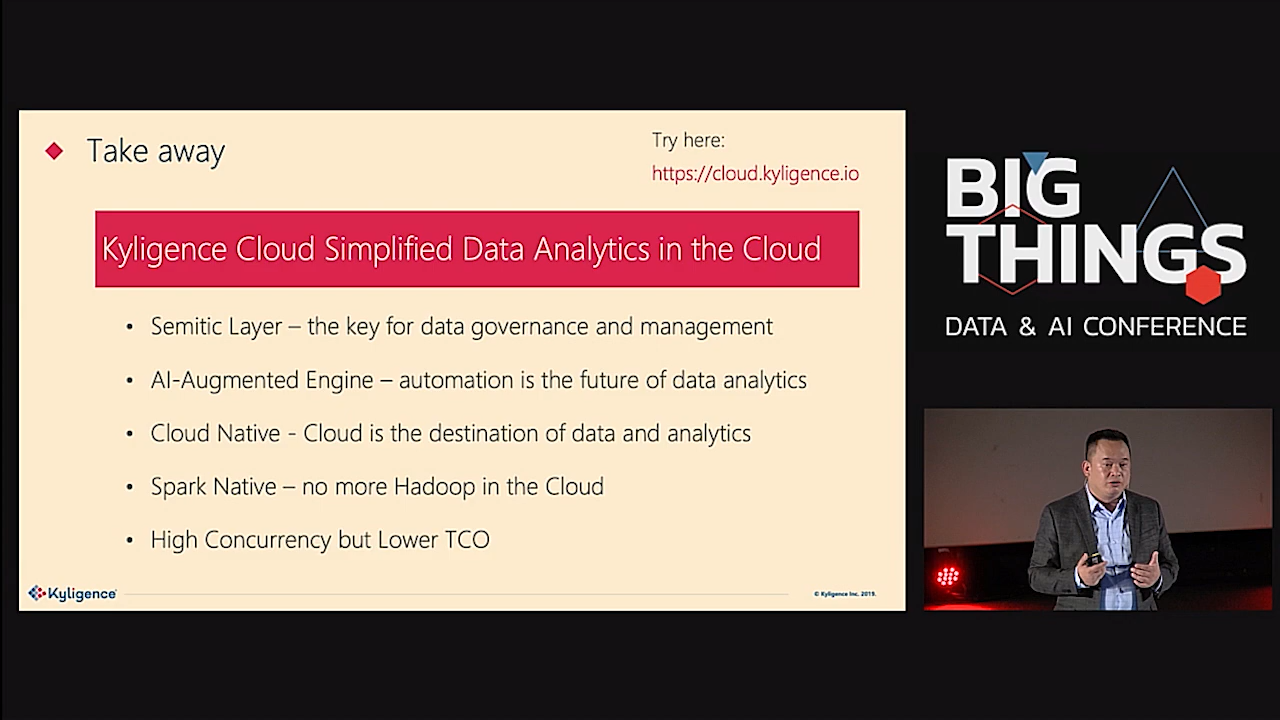 Take away
Try here:
https://cloud.kyligence.io
Kyligence Cloud Simplified Data Analytics in the Cloud
• Semitic Layer – the key for data governance and management
• AI-Augmented Engine – automation is the future of data analytics
• Cloud Native - Cloud is the destination of data and analytics
• Spark Native – no more Hadoop in the Cloud
• High Concurrency but Lower TCO
Kyligence
© Kyligence Inc. 2019.
BIG
THINGS
DATA & AI CONFERENCE